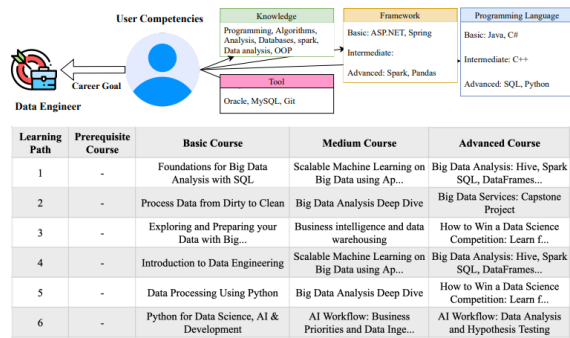 User Competencies
Knowledge
Programming, Algorithms,
Analysis, Databases, spark,
Data analysis, OOP
Framework
Basic: ASP.NET, Spring
Intermediate:
Advanced: Spark, Pandas
Programming Language
Basic: Java, C#
Intermediate: C++
Advanced: SQL, Python
Tool
Oracle, MySQL, Git
Career Goal
Data Engineer
Learning Path Prerequisite Course Basic Course Medium Course Advanced Course
1 - Foundations for Big Data Analysis with SQL Scalable Machine Learning on Big Data using Ap... Big Data Analysis: Hive, Spark SQL, DataFrames...
2 - Process Data from Dirty to Clean Big Data Analysis Deep Dive Big Data Services: Capstone Project
3 - Exploring and Preparing your Data with Big... Business intelligence and data warehousing How to Win a Data Science Competition: Learn f...
4 - Introduction to Data Engineering Scalable Machine Learning on Big Data using Ap... Big Data Analysis: Hive, Spark SQL, DataFrames...
5 - Data Processing Using Python Big Data Analysis Deep Dive How to Win a Data Science Competition: Learn f...
6 - Python for Data Science, AI & Development AI Workflow: Business Priorities and Data Inge... AI Workflow: Data Analysis and Hypothesis Testing